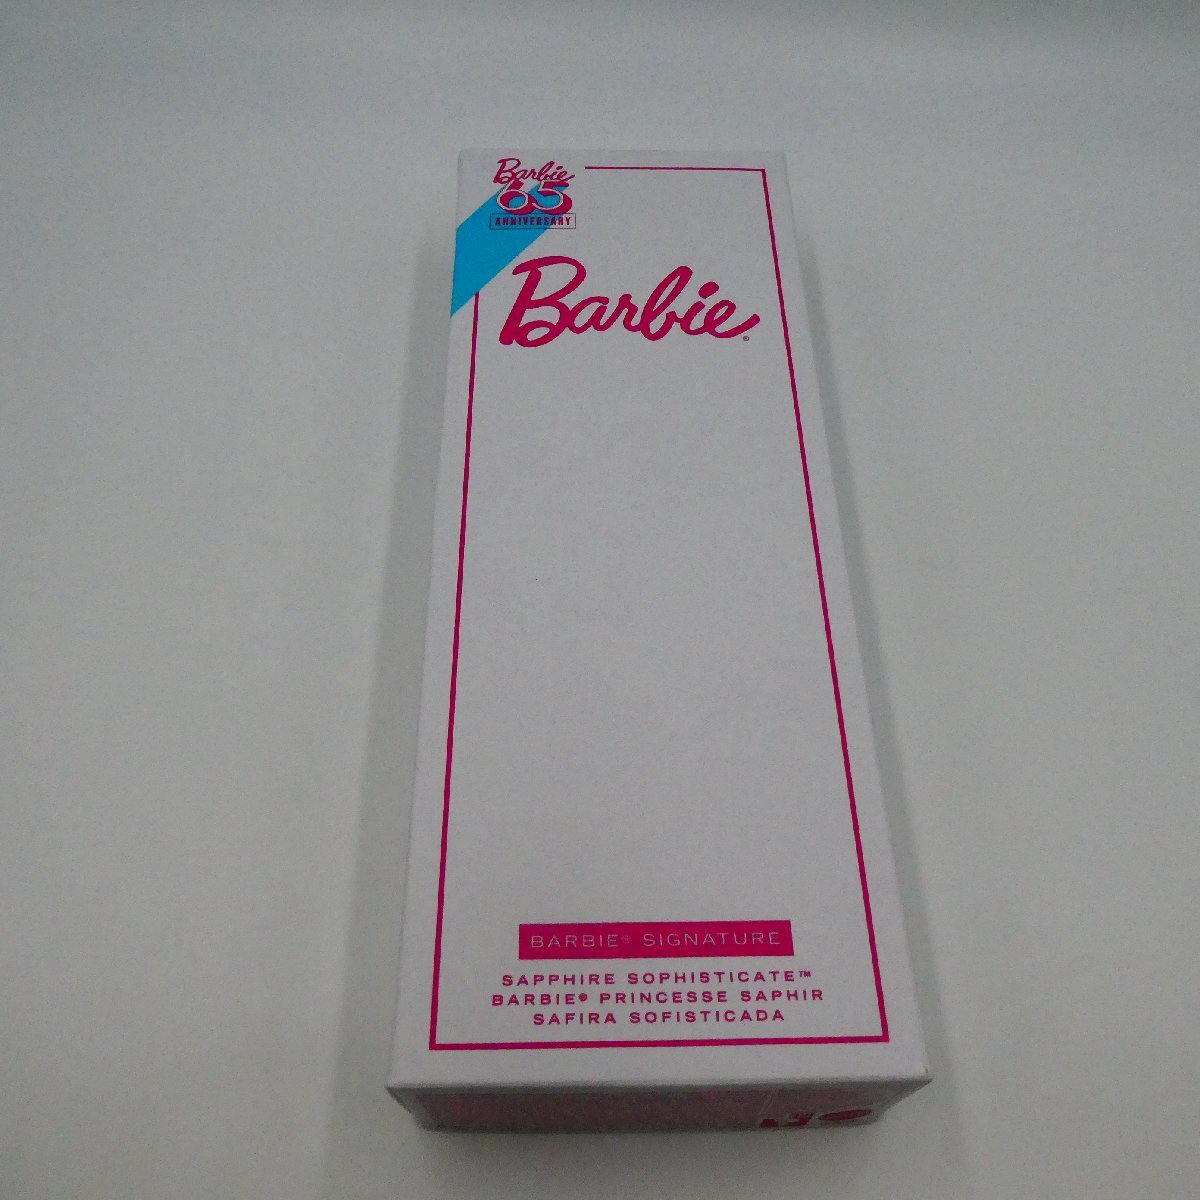 Barbie
65
ANNIVERSARY
Barbie®
BARBIE® SIGNATURE
SAPPHIRE SOPHISTICATE™
BARBIE® PRINCESSE SAPHIR
SAFIRA SOFISTICADA